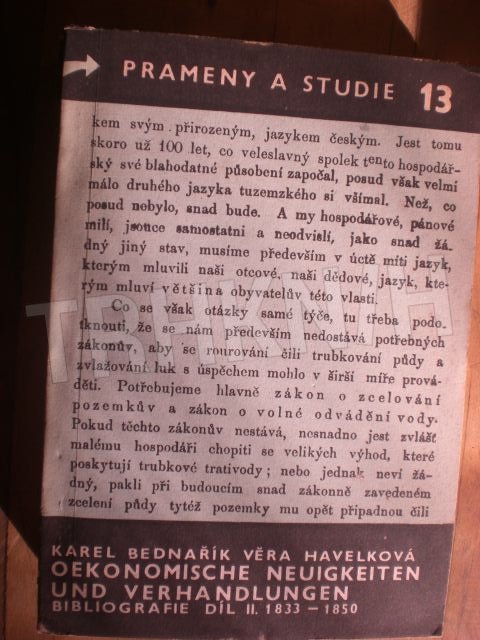 PRAMENY A STUDIE 13
kem svým přirozeným, jazykem českým. Jest tomu
skoro už 100 let, co veleslavný spolek tento hospodář-
ský své blahodatné působení započal, posud však velmi
málo druhého jazyka tuzemzkého si všímal. Než, co
posud nebylo, snad bude. A my hospodářové, pánové
milí, jsouce samostatni a neodvislí, jako snad žá-
dný jiný stav, musíme především v úctě míti jazyk,
kterým mluvili naši otcové, naši dědové, jazyk, kte-
rým mluví většina obyvatelův této vlasti.
Co se však otázky samé týče, tu třeba podo-
tknouti, že se nám především nedostává potřebných
zákonův, aby se rourování čili trubkování půdy a
zvlažování luk s úspěchem mohlo v širší míře prová-
děti. Potřebujeme hlavně zákon o zcelování
pozemkův a zákon o volné odvádění vody.
Pokud těchto zákonův nestává, nesnadno jest zvlášť
malému hospodáři chopiti se velikých výhod, které
poskytují trubkové trativody; nebo jednak neví žá-
dný, pakli při budoucím snad zákonně zavedeném
zcelení půdy tytéž pozemky mu opět připadnou čili
KAREL BEDNAŘÍK VĚRA HAVELKOVÁ
OEKONOMISCHE NEUIGKEITEN
UND VERHANDLUNGEN
BIBLIOGRAFIE DÍL II. 1833 – 1850